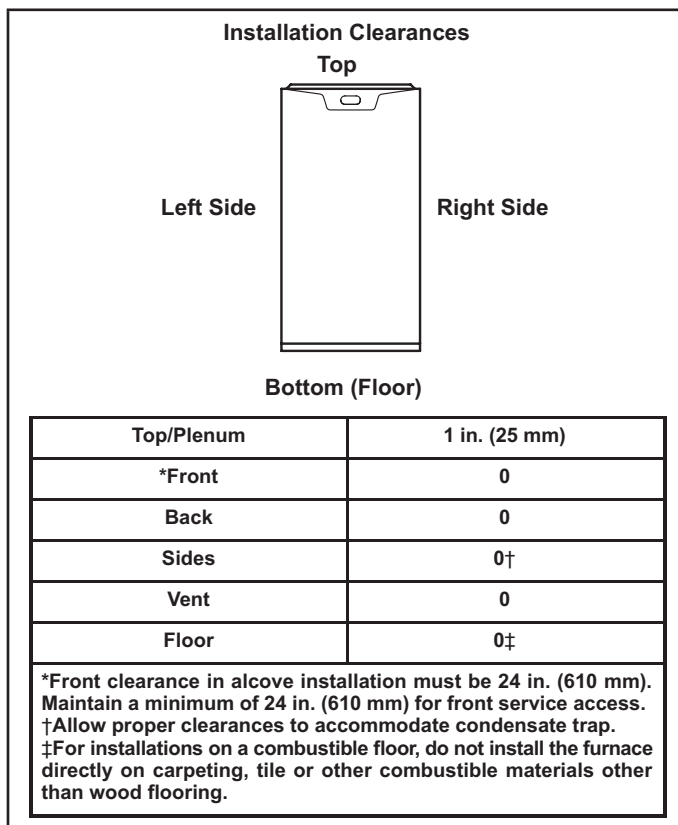 Installation Clearances
Top
Left Side
Right Side
Bottom (Floor)
Top/Plenum 1 in. (25 mm)
*Front 0
Back 0
Sides 0†
Vent 0
Floor 0‡
*Front clearance in alcove installation must be 24 in. (610 mm).
Maintain a minimum of 24 in. (610 mm) for front service access.
†Allow proper clearances to accommodate condensate trap.
‡For installations on a combustible floor, do not install the furnace
directly on carpeting, tile or other combustible materials other
than wood flooring.